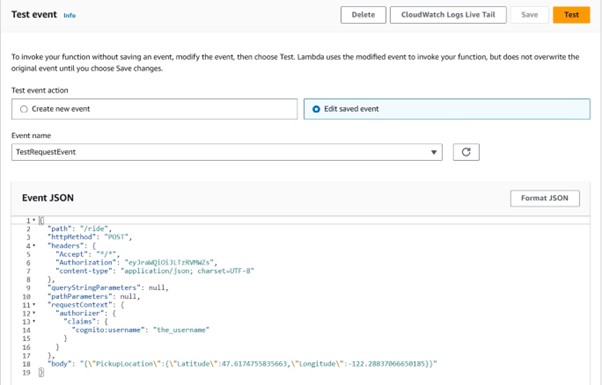 Test event Info
Delete CloudWatch Logs Live Tail Save Test
To invoke your function without saving an event, modify the event, then choose Test. Lambda uses the modified event to invoke your function, but does not overwrite the
original event until you choose Save changes.
Test event action
Create new event Edit saved event
Event name
TestRequestEvent
Event JSON Format JSON
1 {
2 "path": "/ride",
3 "httpMethod": "POST",
4 "headers": {
5 "Accept": "*/*",
6 "Authorization": "eyJraWQiOiJLTzRVMWZs",
7 "content-type": "application/json; charset=UTF-8"
8 },
9 "queryStringParameters": null,
10 "pathParameters": null,
11 "requestContext": {
12 "authorizer": {
13 "claims": {
14 "cognito:username": "the_username"
15 }
16 }
17 },
18 "body": "{\"PickupLocation\":{\"Latitude\":47.6174755835663,\"Longitude\":-122.28837066650185}}"
19 }